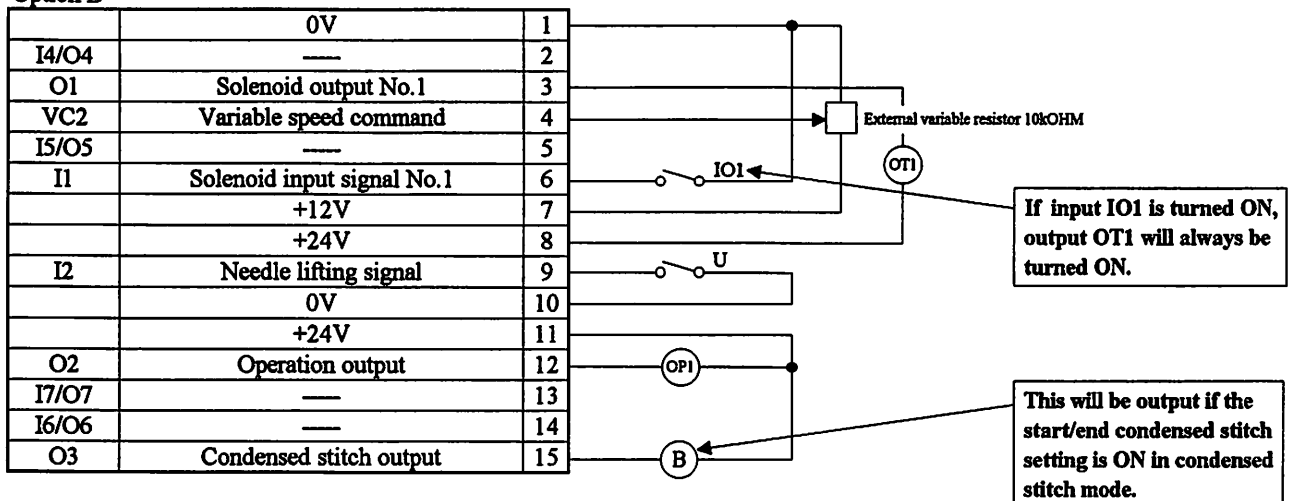 0V 1
I4/O4 ---- 2
O1 Solenoid output No.1 3
VC2 Variable speed command 4
External variable resistor 10kOHM
I5/O5 ---- 5
OT1
I1 Solenoid input signal No.1 6
IO1
+12V 7
+24V 8
If input IO1 is turned ON,
output OT1 will always be
turned ON.
I2 Needle lifting signal 9
U
0V 10
+24V 11
O2 Operation output 12
OP1
I7/O7 ---- 13
I6/O6 ---- 14
O3 Condensed stitch output 15
B
This will be output if the
start/end condensed stitch
setting is ON in condensed
stitch mode.